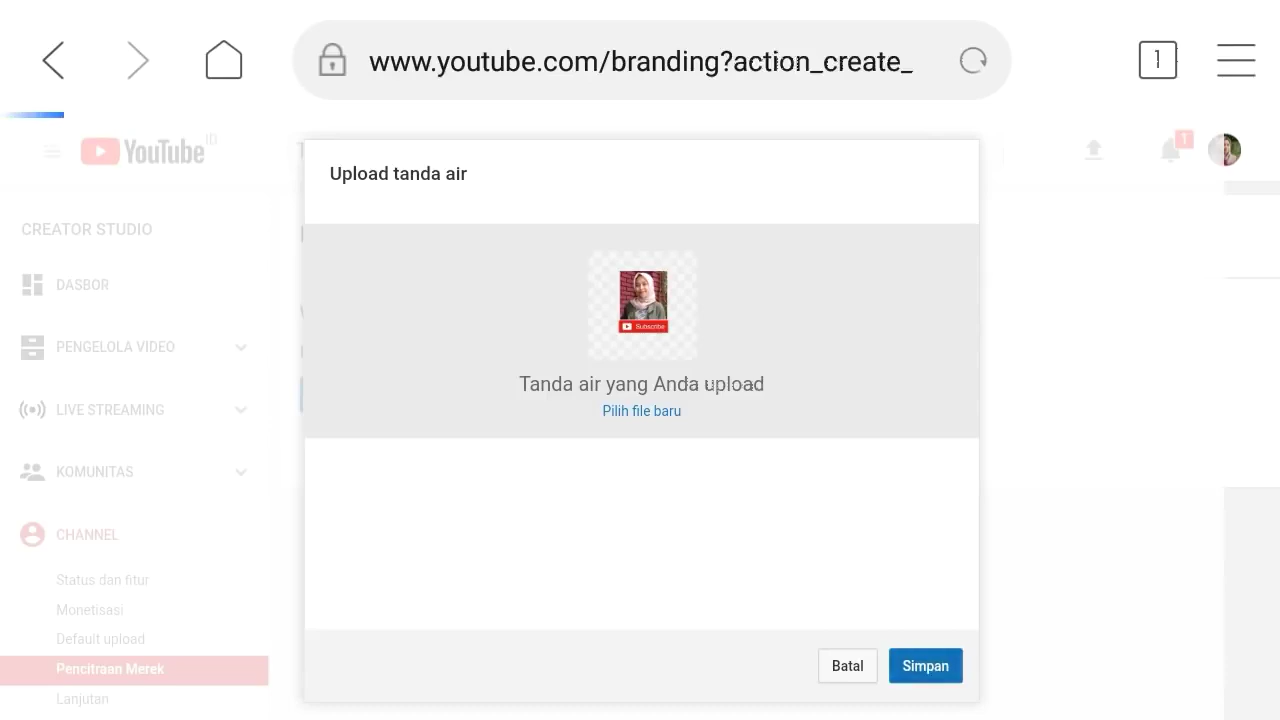 www.youtube.com/branding?action_create_
1
YouTube
ID
1
Upload tanda air
CREATOR STUDIO
DASBOR
PENGELOLA VIDEO
LIVE STREAMING
KOMUNITAS
CHANNEL
Status dan fitur
Monetisasi
Default upload
Pencitraan Merek
Lanjutan
Subscribe
Tanda air yang Anda upload
Pilih file baru
Batal
Simpan